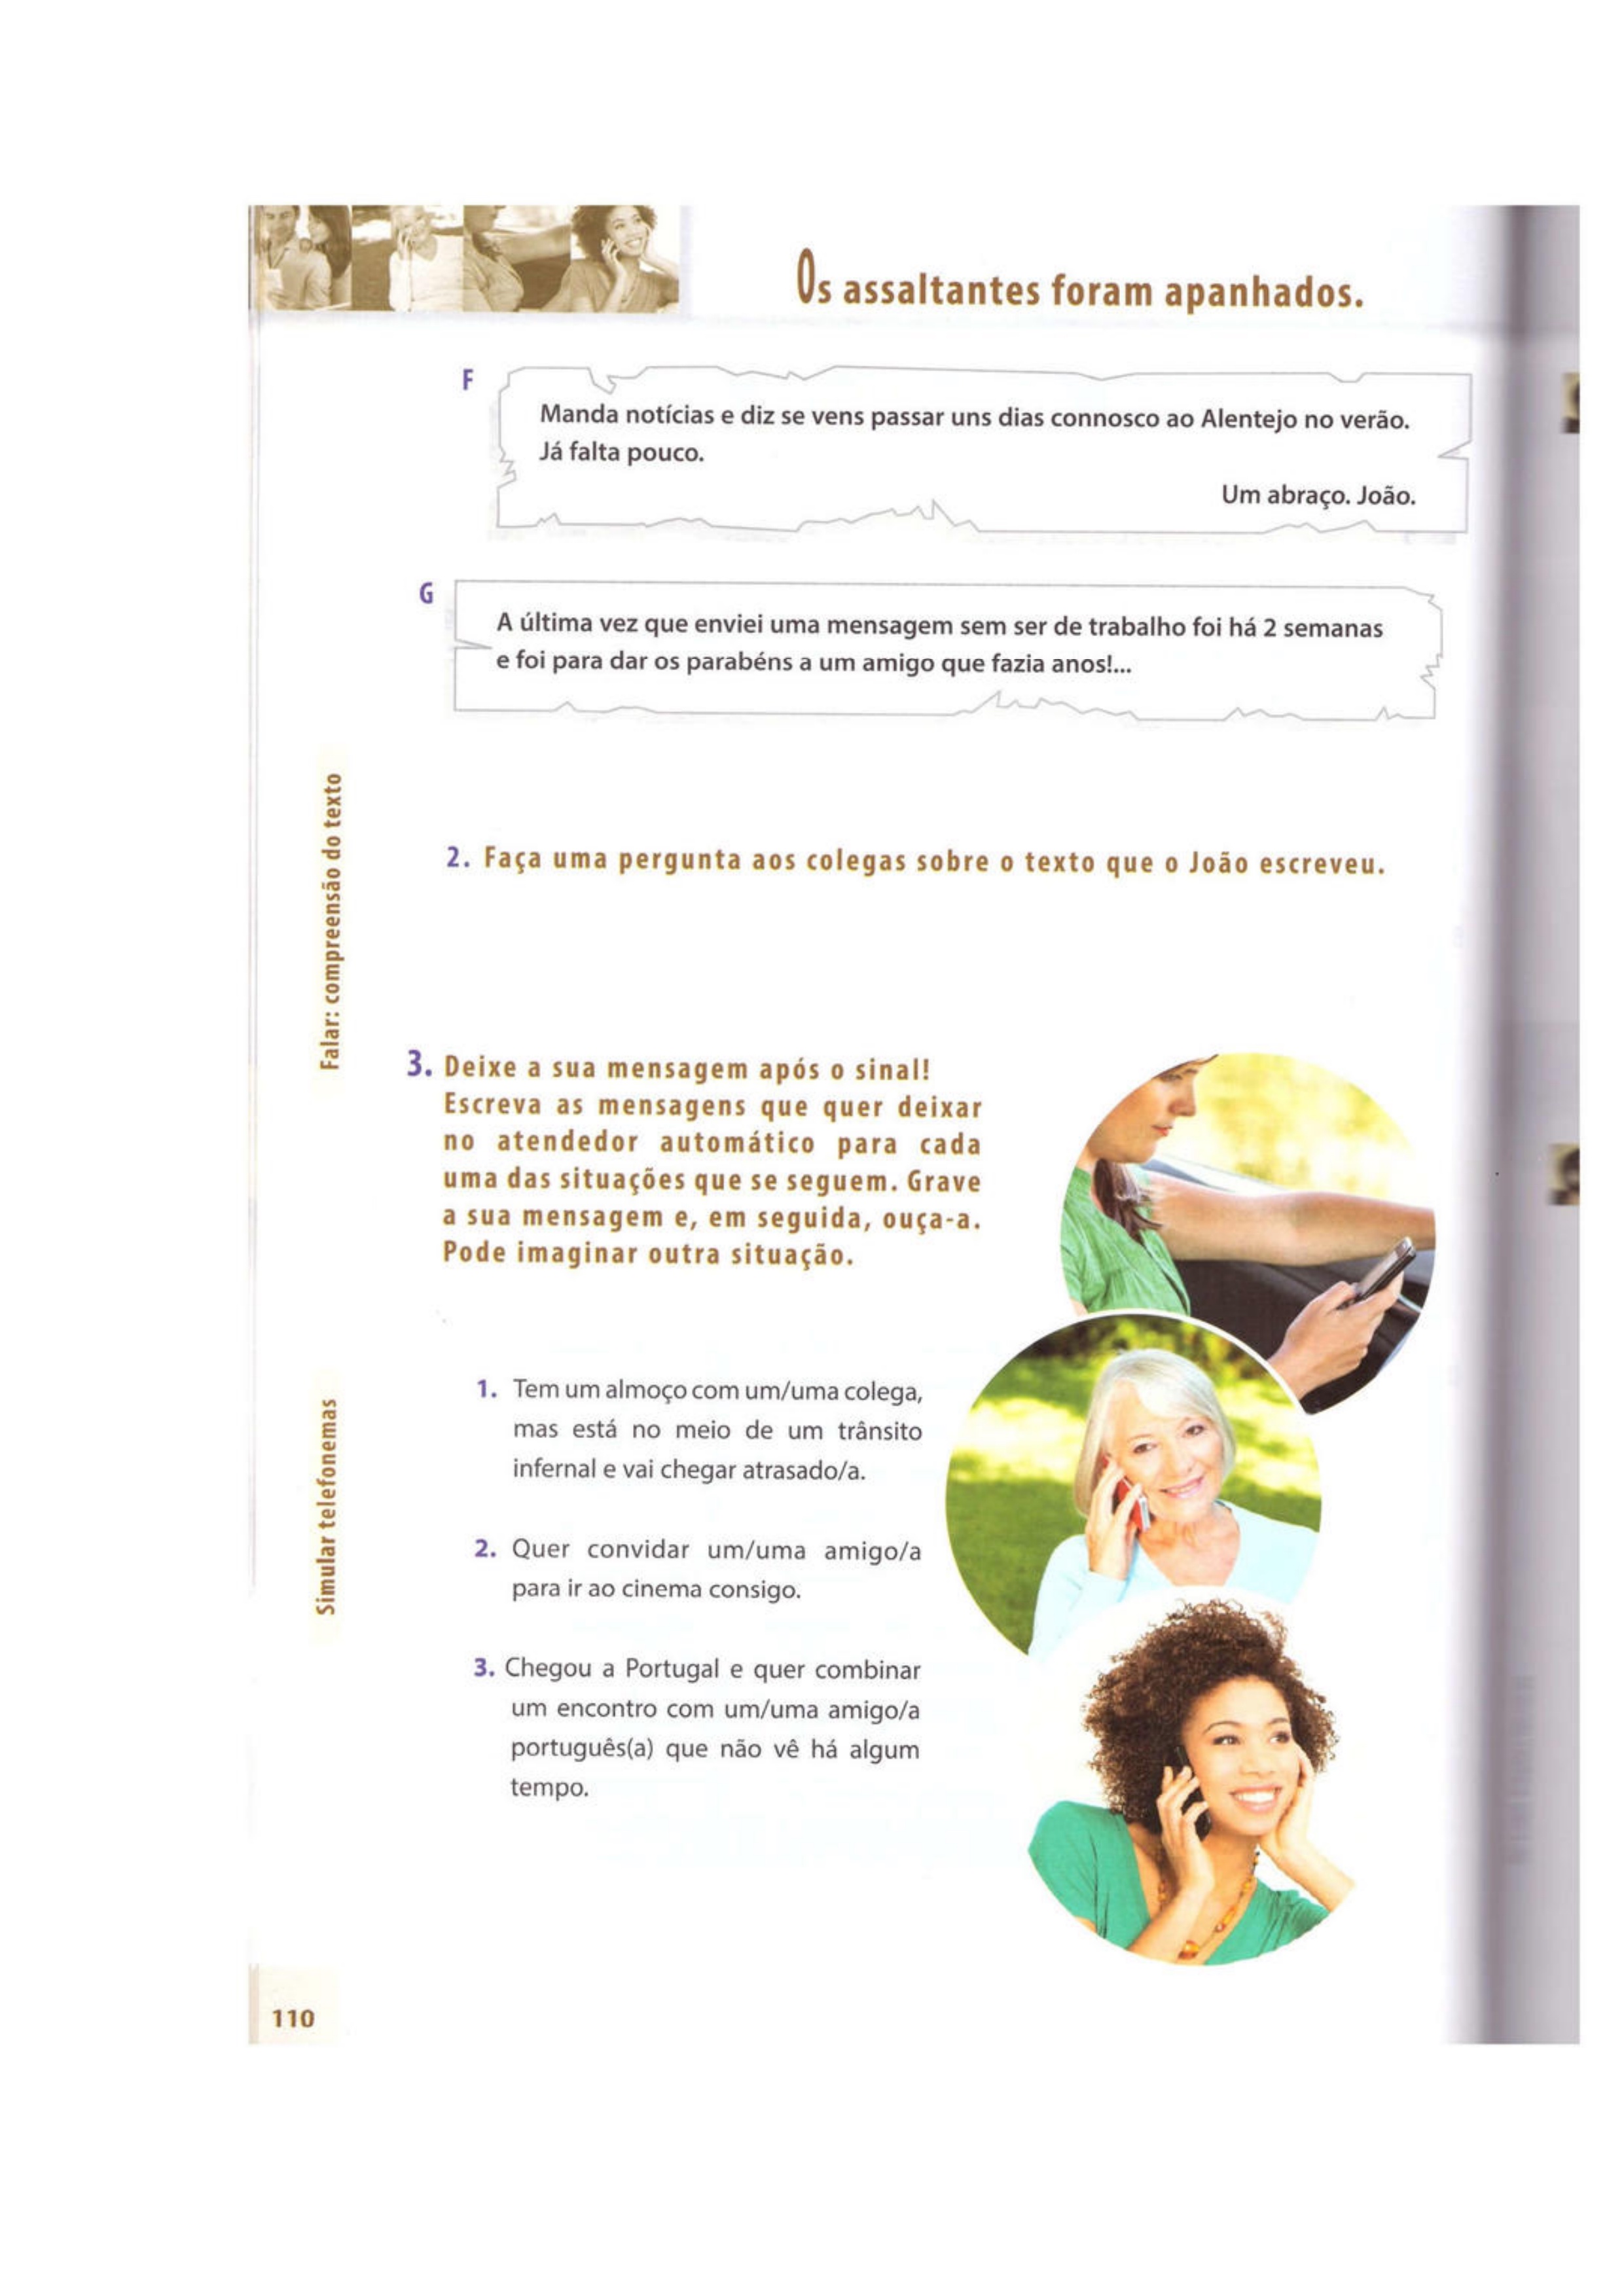 Os assaltantes foram apanhados.
F
Manda notícias e diz se vens passar uns dias connosco ao Alentejo no verão.
Já falta pouco.
Um abraço. João.
G
A última vez que enviei uma mensagem sem ser de trabalho foi há 2 semanas
e foi para dar os parabéns a um amigo que fazia anos!...
Falar: compreensão do texto
2. Faça uma pergunta aos colegas sobre o texto que o João escreveu.
3. Deixe a sua mensagem após o sinal!
Escreva as mensagens que quer deixar
no atendedor automático para cada
uma das situações que se seguem. Grave
a sua mensagem e, em seguida, ouça-a.
Pode imaginar outra situação.
Simular telefonemas
1. Tem um almoço com um/uma colega,
mas está no meio de um trânsito
infernal e vai chegar atrasado/a.
2. Quer convidar um/uma amigo/a
para ir ao cinema consigo.
3. Chegou a Portugal e quer combinar
um encontro com um/uma amigo/a
português(a) que não vê há algum
tempo.
110